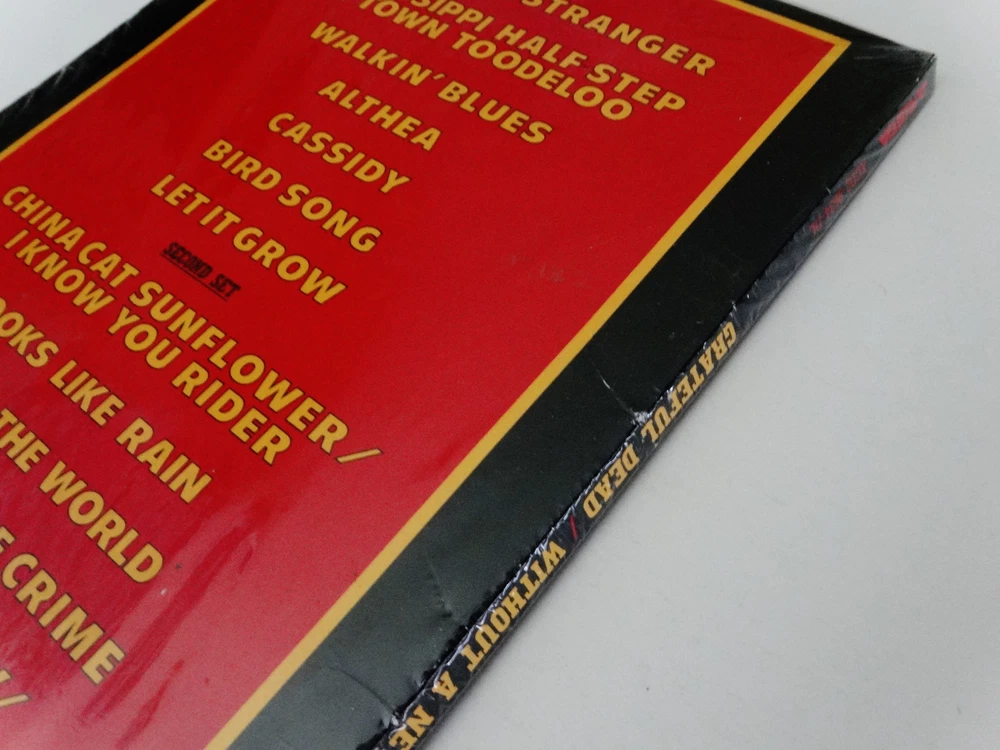 STRANGER
SIPPI HALF STEP
TOWN TOODELOO
WALKIN' BLUES
ALTHEA
CASSIDY
BIRD SONG
LET IT GROW
SECOND SET
CHINA CAT SUNFLOWER /
I KNOW YOU RIDER
OOKS LIKE RAIN
THE WORLD
E CRIME
/
GRATEFUL DEAD / WITHOUT A NE